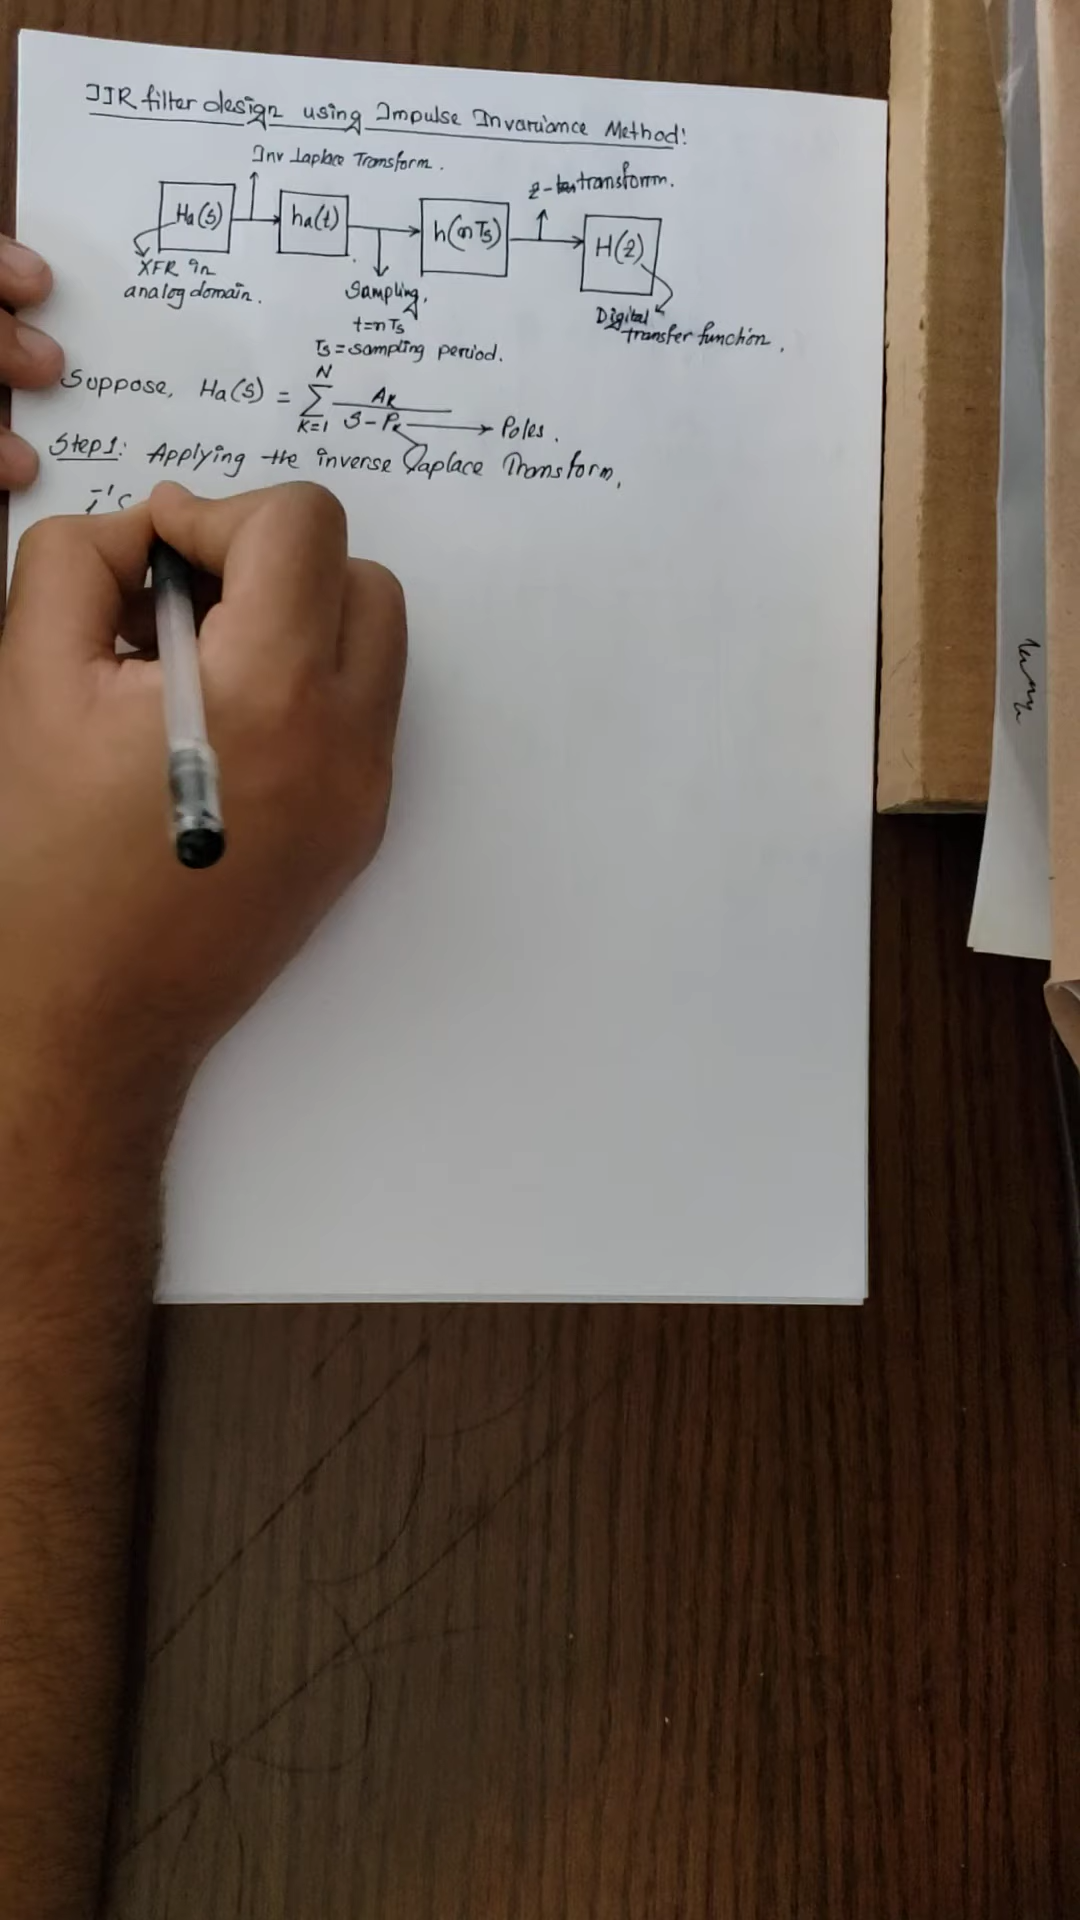 IIR filter design using Impulse Invariance Method:
Inv Laplace Transform.
z-transform.
Ha(s)
ha(t)
h(nTs)
H(z)
XFR in
analog domain.
Sampling,
t=nTs
Ts = sampling period.
Digital
transfer function,
Suppose, Ha(s) = N Σ K=1 AK / S-PK → Poles.
Step1: Applying the inverse Laplace Transform,